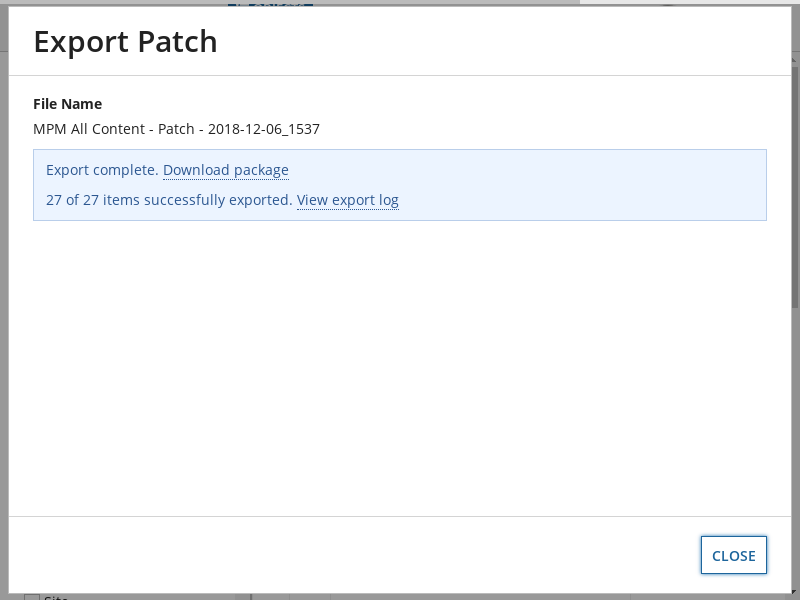 Export Patch
File Name
MPM All Content - Patch - 2018-12-06_1537
Export complete. Download package
27 of 27 items successfully exported. View export log
CLOSE